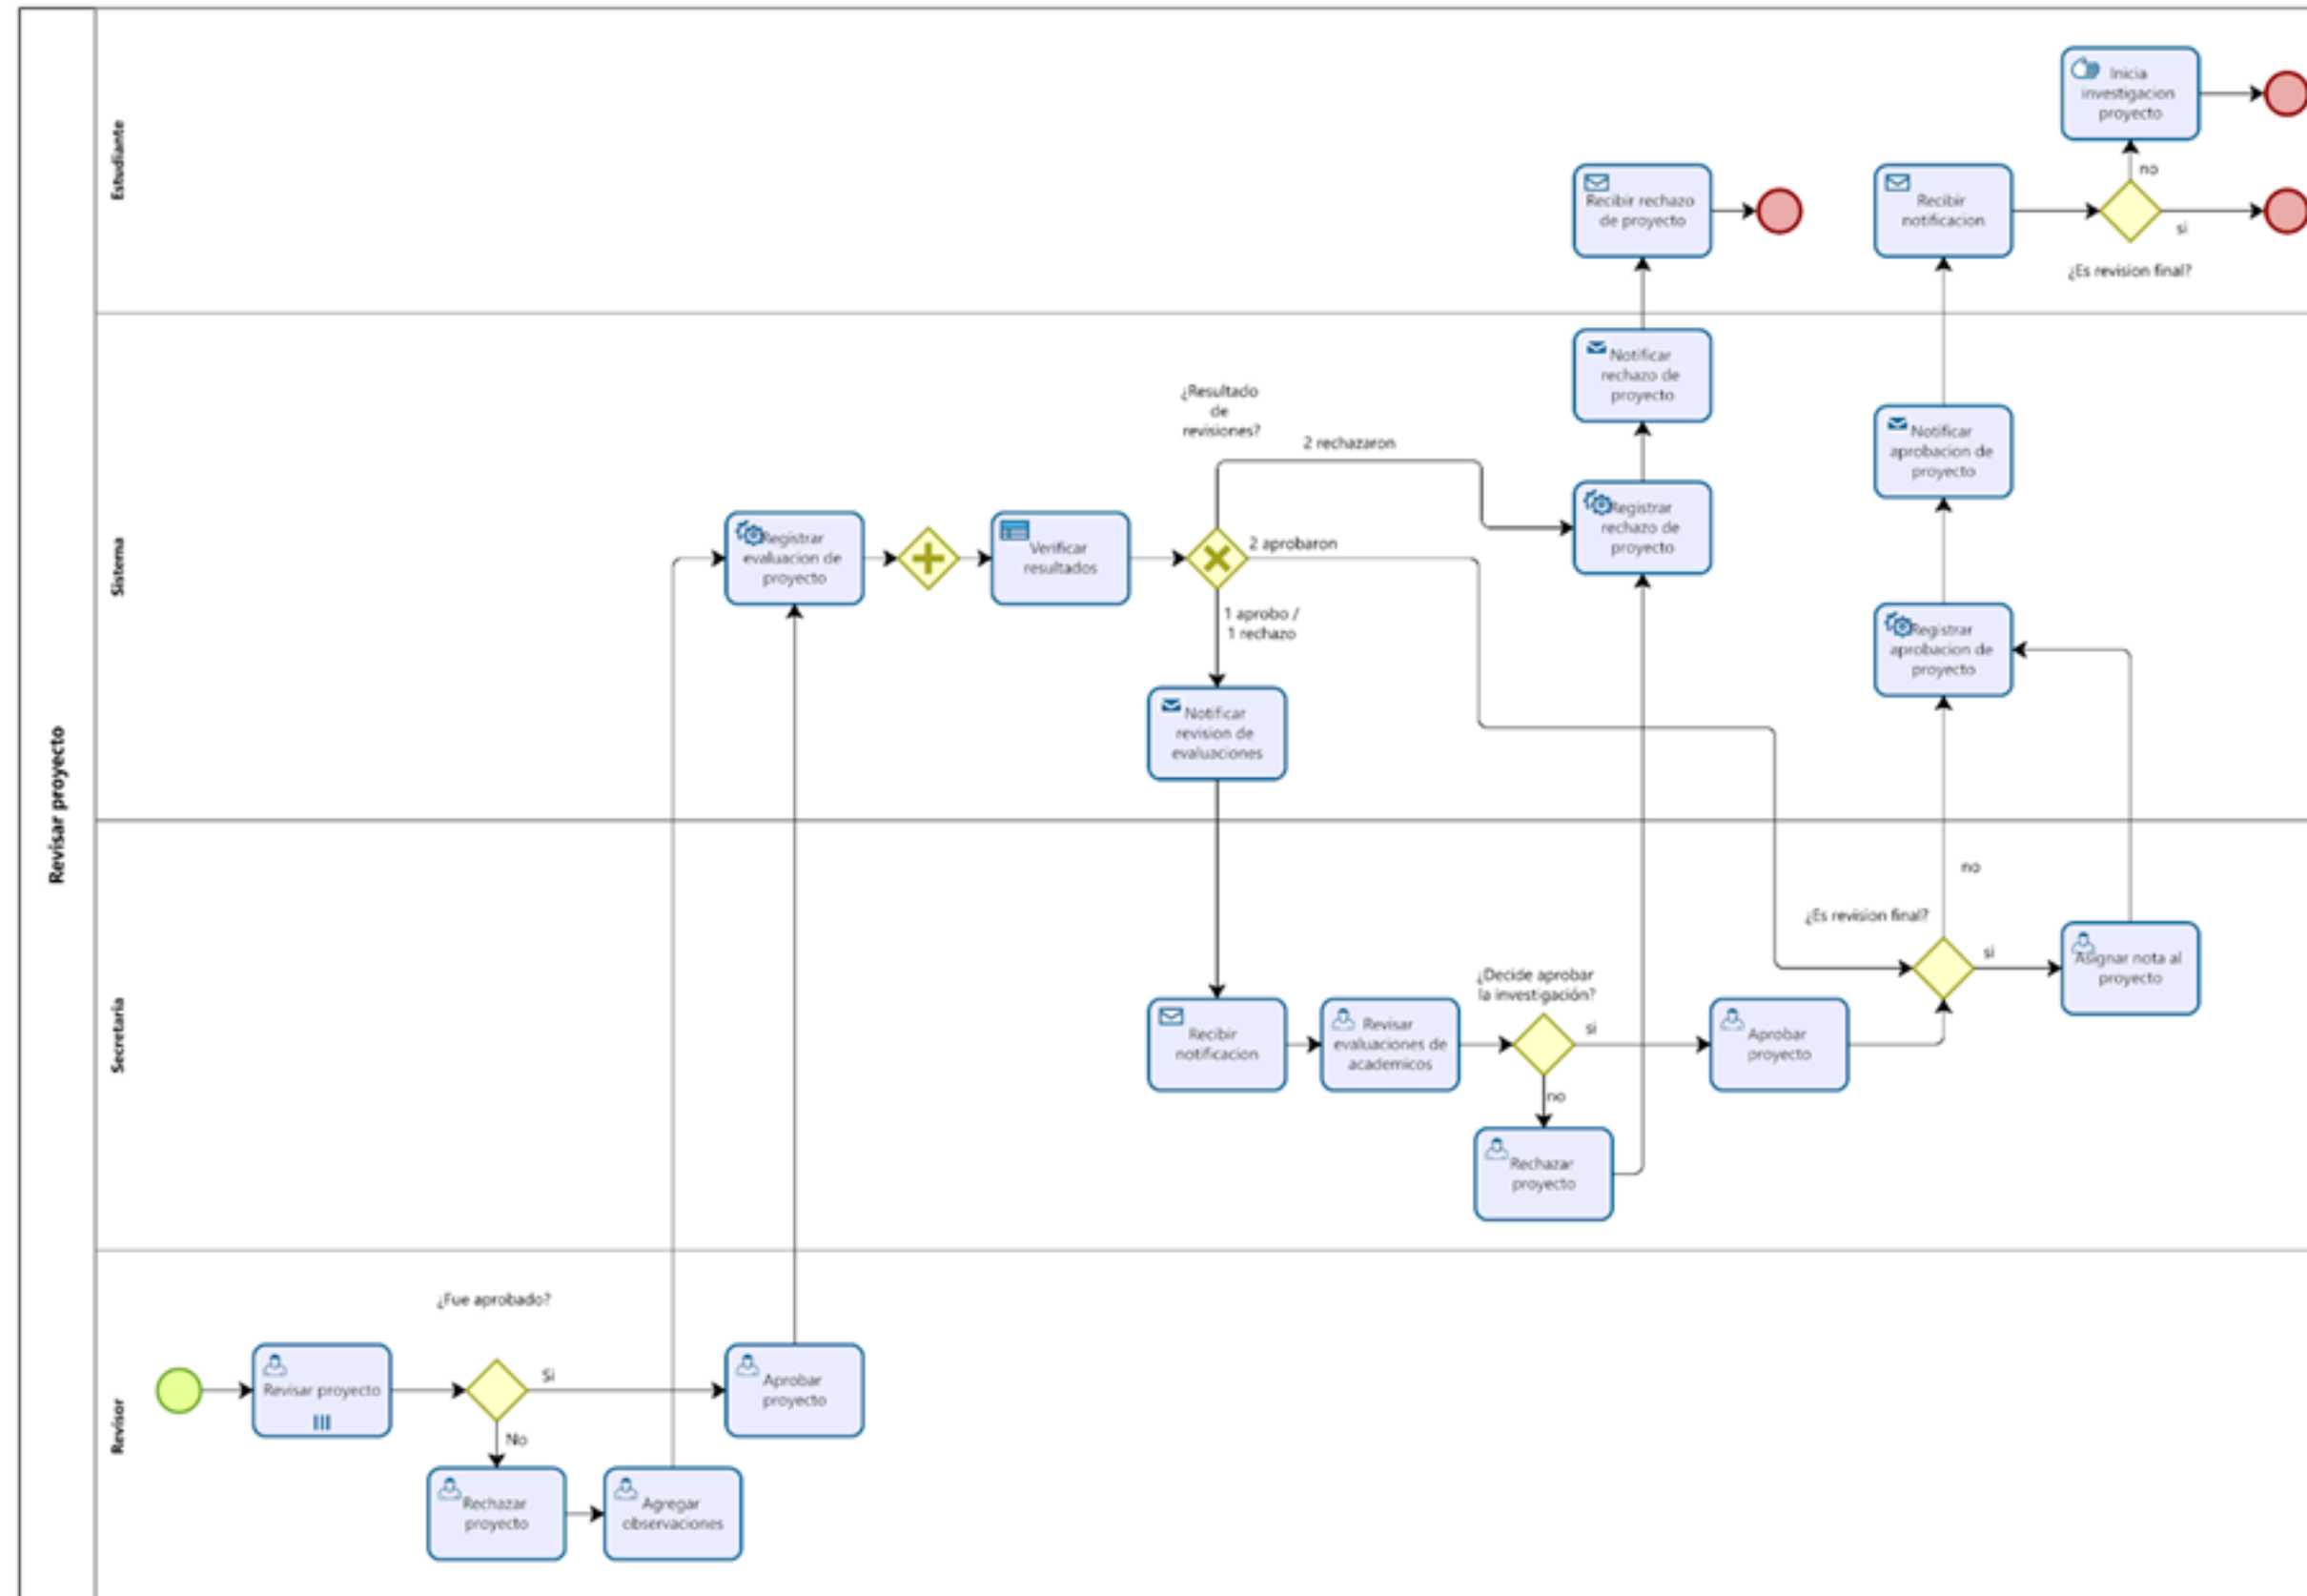 Revisar proyecto
Estudiante
Inicia
investigacion
proyecto
no
Recibir rechazo
de proyecto
Recibir
notificacion
si
¿Es revision final?
Sistema
Notificar
rechazo de
proyecto
¿Resultado
de
revisiones?
2 rechazaron
Notificar
aprobacion de
proyecto
Registrar
evaluacion de
proyecto
Verificar
resultados
2 aprobaron
Registrar
rechazo de
proyecto
1 aprobo /
1 rechazo
Registrar
aprobacion de
proyecto
Notificar
revision de
evaluaciones
Secretaria
no
¿Es revision final?
si
Asignar nota al
proyecto
¿Decide aprobar
la investigación?
Recibir
notificacion
Revisar
evaluaciones de
academicos
si
Aprobar
proyecto
no
Rechazar
proyecto
Revisor
¿Fue aprobado?
Revisar proyecto
Si
Aprobar
proyecto
No
Rechazar
proyecto
Agregar
observaciones